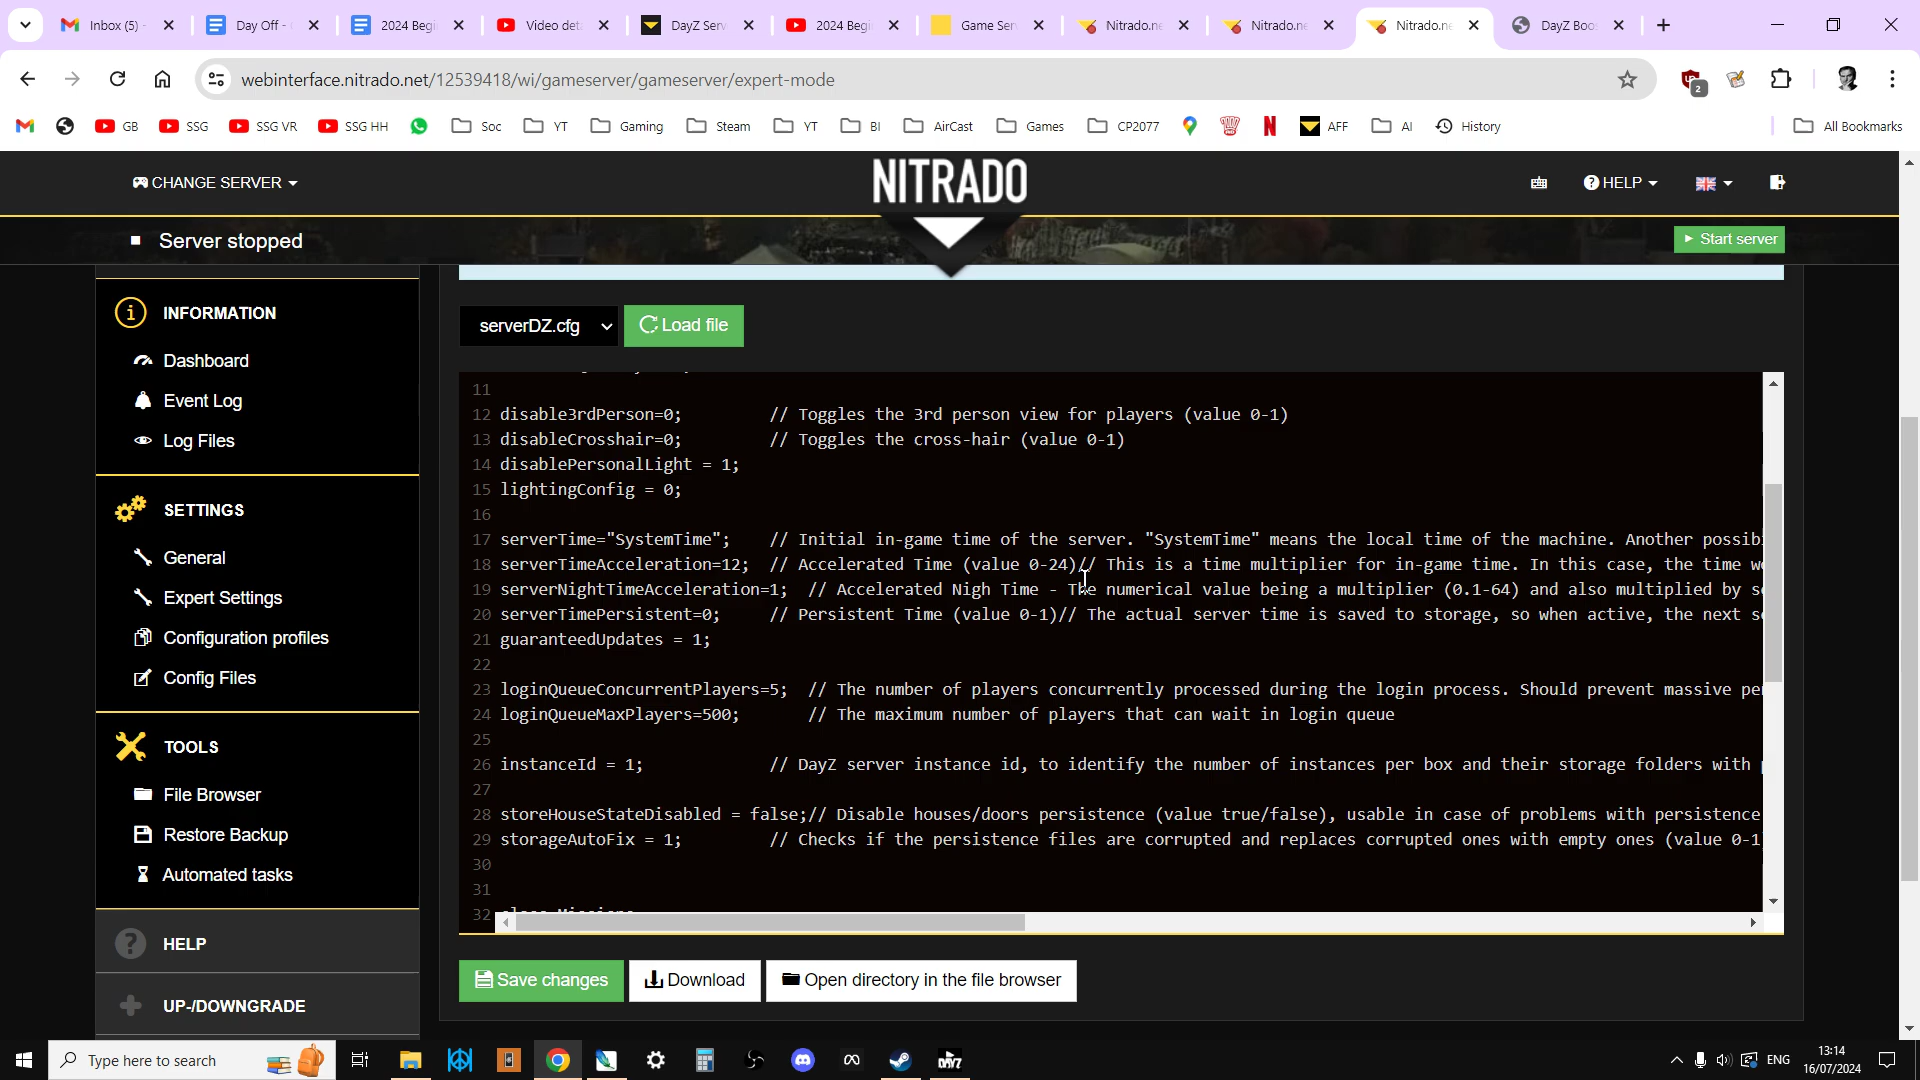 Inbox (5)
Day Off -
2024 Begi
Video det
DayZ Serv
2024 Begi
Game Ser
Nitrado.ne
Nitrado.ne
Nitrado.ne
DayZ Boos
webinterface.nitrado.net/12539418/wi/gameserver/gameserver/expert-mode
2
GB
SSG
SSG VR
SSG HH
Soc
YT
Gaming
Steam
YT
BI
AirCast
Games
CP2077
AFF
AI
History
All Bookmarks
CHANGE SERVER
NITRADO
HELP
Server stopped
Start server
INFORMATION
Dashboard
Event Log
Log Files
SETTINGS
General
Expert Settings
Configuration profiles
Config Files
TOOLS
File Browser
Restore Backup
Automated tasks
HELP
UP-/DOWNGRADE
serverDZ.cfg
Load file
11
12 disable3rdPerson=0; // Toggles the 3rd person view for players (value 0-1)
13 disableCrosshair=0; // Toggles the cross-hair (value 0-1)
14 disablePersonalLight = 1;
15 lightingConfig = 0;
16
17 serverTime="SystemTime"; // Initial in-game time of the server. "SystemTime" means the local time of the machine. Another possib
18 serverTimeAcceleration=12; // Accelerated Time (value 0-24)// This is a time multiplier for in-game time. In this case, the time w
19 serverNightTimeAcceleration=1; // Accelerated Nigh Time - The numerical value being a multiplier (0.1-64) and also multiplied by s
20 serverTimePersistent=0; // Persistent Time (value 0-1)// The actual server time is saved to storage, so when active, the next s
21 guaranteedUpdates = 1;
22
23 loginQueueConcurrentPlayers=5; // The number of players concurrently processed during the login process. Should prevent massive pe
24 loginQueueMaxPlayers=500; // The maximum number of players that can wait in login queue
25
26 instanceId = 1; // DayZ server instance id, to identify the number of instances per box and their storage folders with
27
28 storeHouseStateDisabled = false;// Disable houses/doors persistence (value true/false), usable in case of problems with persistence
29 storageAutoFix = 1; // Checks if the persistence files are corrupted and replaces corrupted ones with empty ones (value 0-1
30
31
32 class Missions
Save changes
Download
Open directory in the file browser
Type here to search
DAYZ
ENG
13:14
16/07/2024